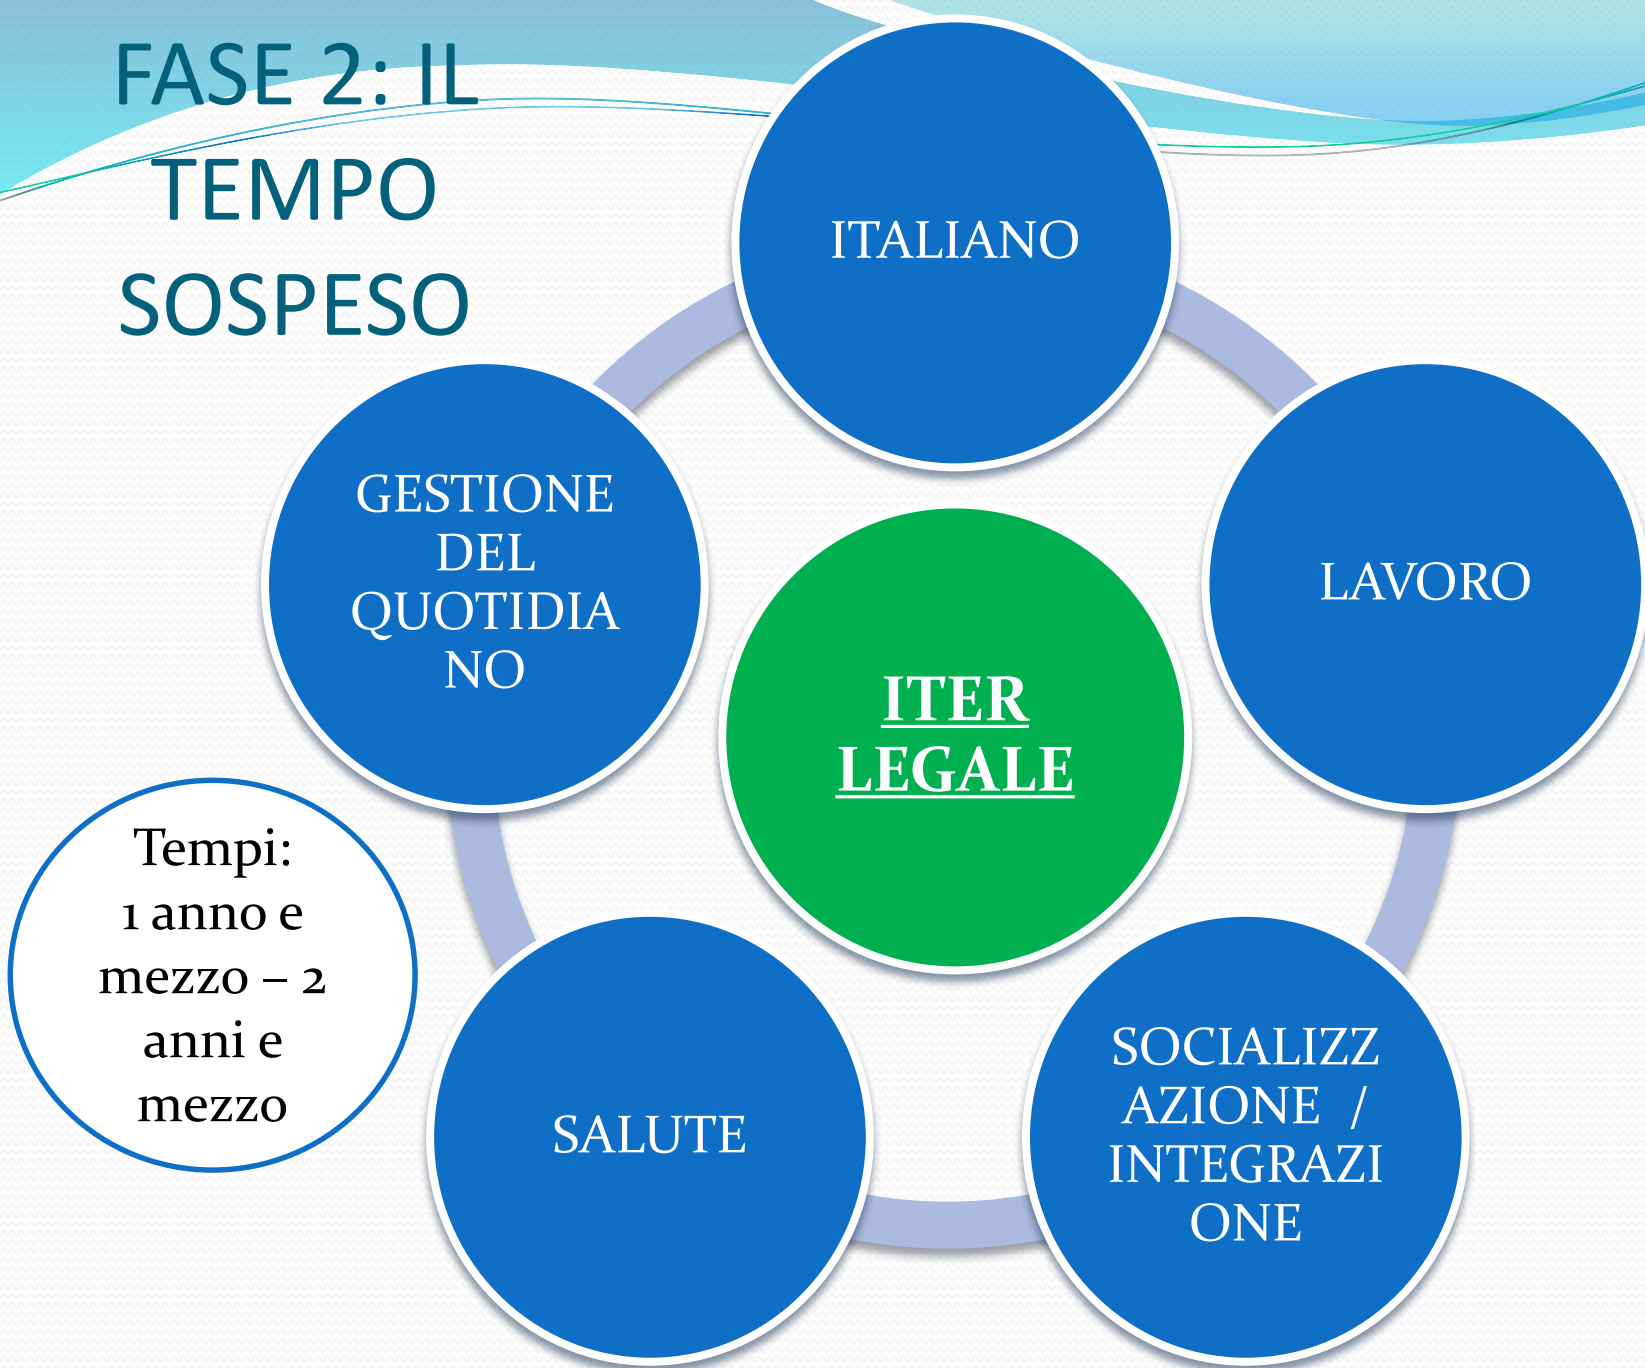 FASE 2: IL
TEMPO
SOSPESO
ITALIANO
LAVORO
SOCIALIZZ
AZIONE /
INTEGRAZI
ONE
SALUTE
GESTIONE
DEL
QUOTIDIA
NO
ITER
LEGALE
Tempi:
1 anno e
mezzo – 2
anni e
mezzo